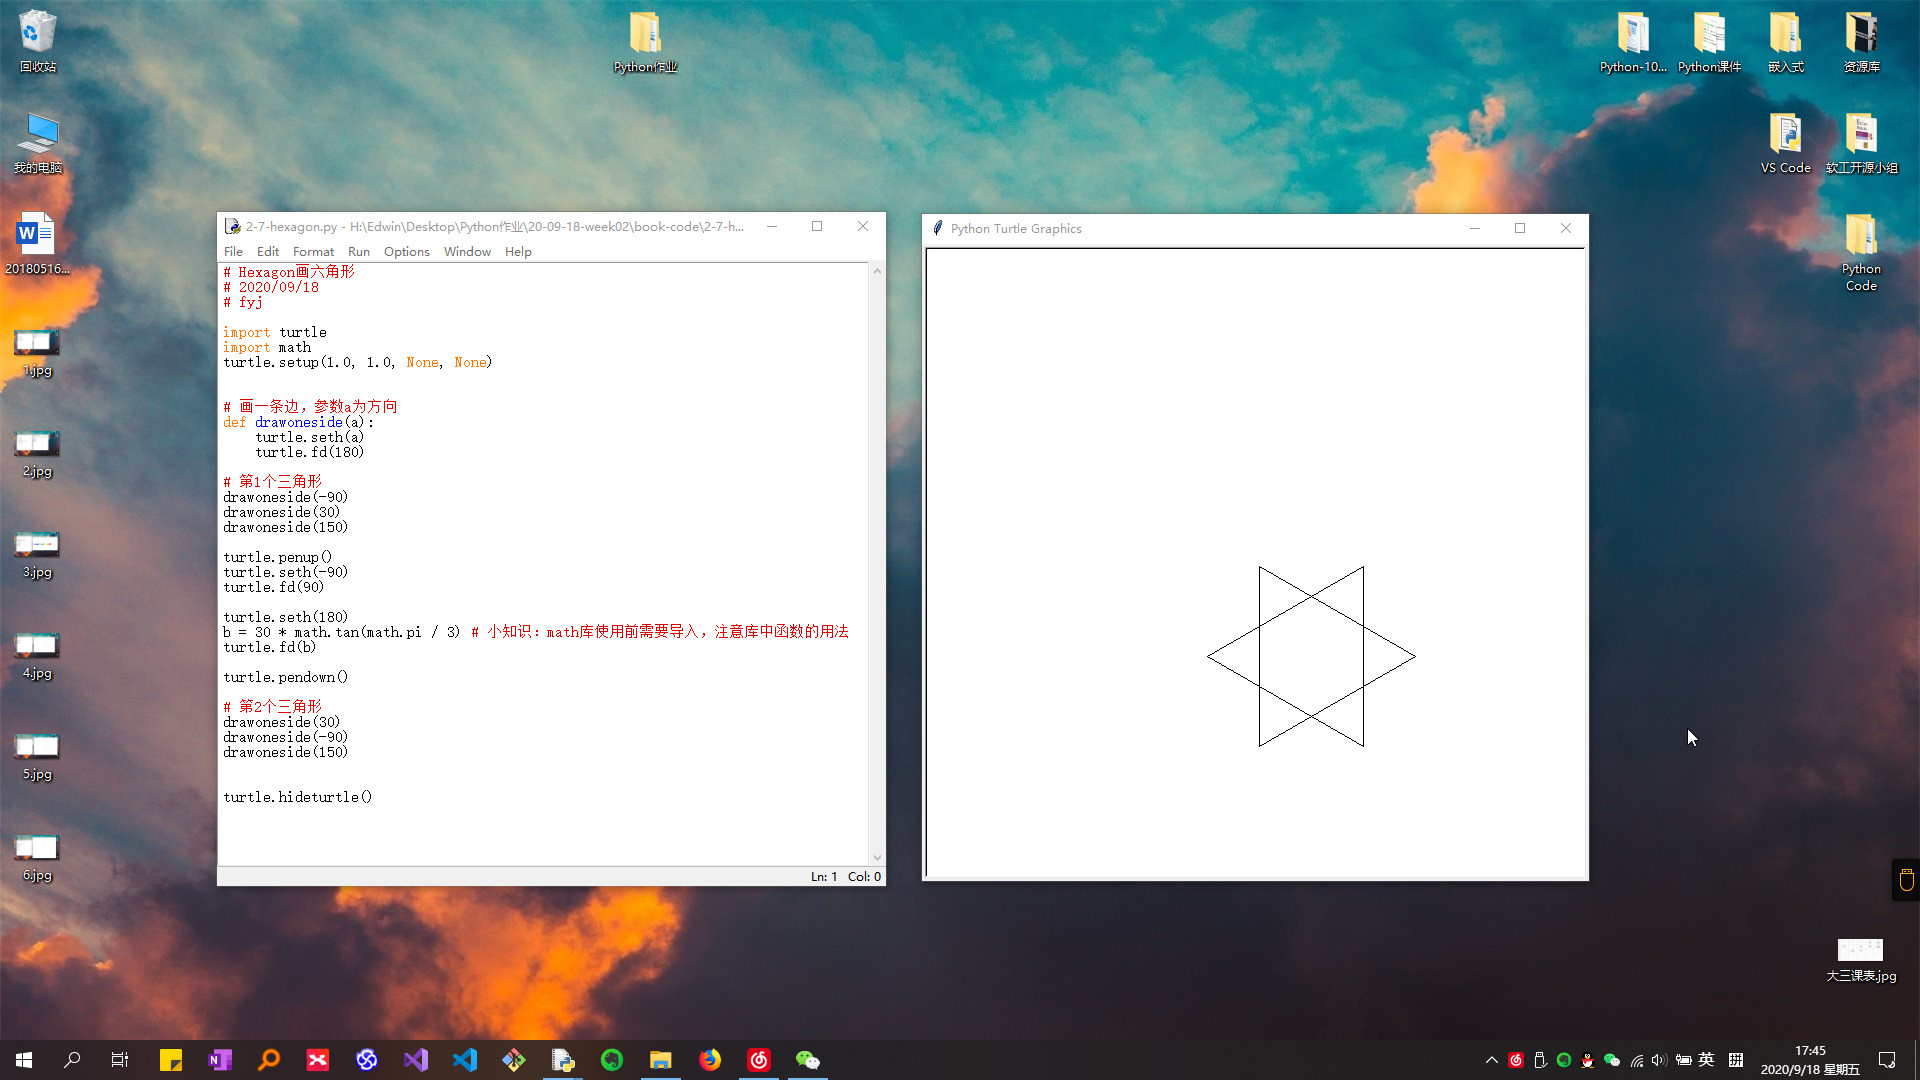 回收站
Python作业
Python-10...
Python课件
嵌入式
资源库
我的电脑
VS Code
软工开源小组
20180516...
Python
Code
1.jpg
2.jpg
3.jpg
4.jpg
5.jpg
6.jpg
大三课表.jpg
2-7-hexagon.py - H:\Edwin\Desktop\Python作业\20-09-18-week02\book-code\2-7-h...
File Edit Format Run Options Window Help
# Hexagon画六角形
# 2020/09/18
# fyj
import turtle
import math
turtle.setup(1.0, 1.0, None, None)
# 画一条边，参数a为方向
def drawoneside(a):
    turtle.seth(a)
    turtle.fd(180)
# 第1个三角形
drawoneside(-90)
drawoneside(30)
drawoneside(150)
turtle.penup()
turtle.seth(-90)
turtle.fd(90)
turtle.seth(180)
b = 30 * math.tan(math.pi / 3) # 小知识：math库使用前需要导入，注意库中函数的用法
turtle.fd(b)
turtle.pendown()
# 第2个三角形
drawoneside(30)
drawoneside(-90)
drawoneside(150)
turtle.hideturtle()
Ln: 1 Col: 0
Python Turtle Graphics
英
17:45
2020/9/18 星期五